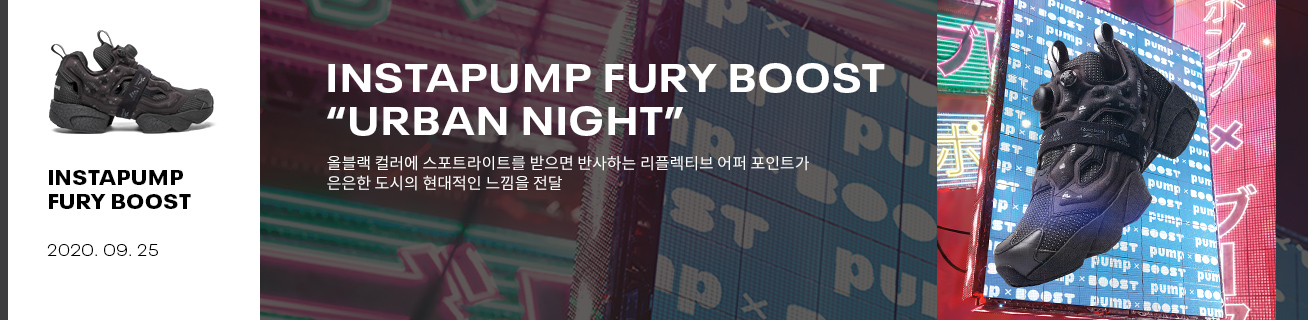 INSTAPUMP
FURY BOOST
2020. 09. 25
INSTAPUMP FURY BOOST
“URBAN NIGHT”
올블랙 컬러에 스포트라이트를 받으면 반사하는 리플렉티브 어퍼 포인트가
은은한 도시의 현대적인 느낌을 전달
pump × BOOST